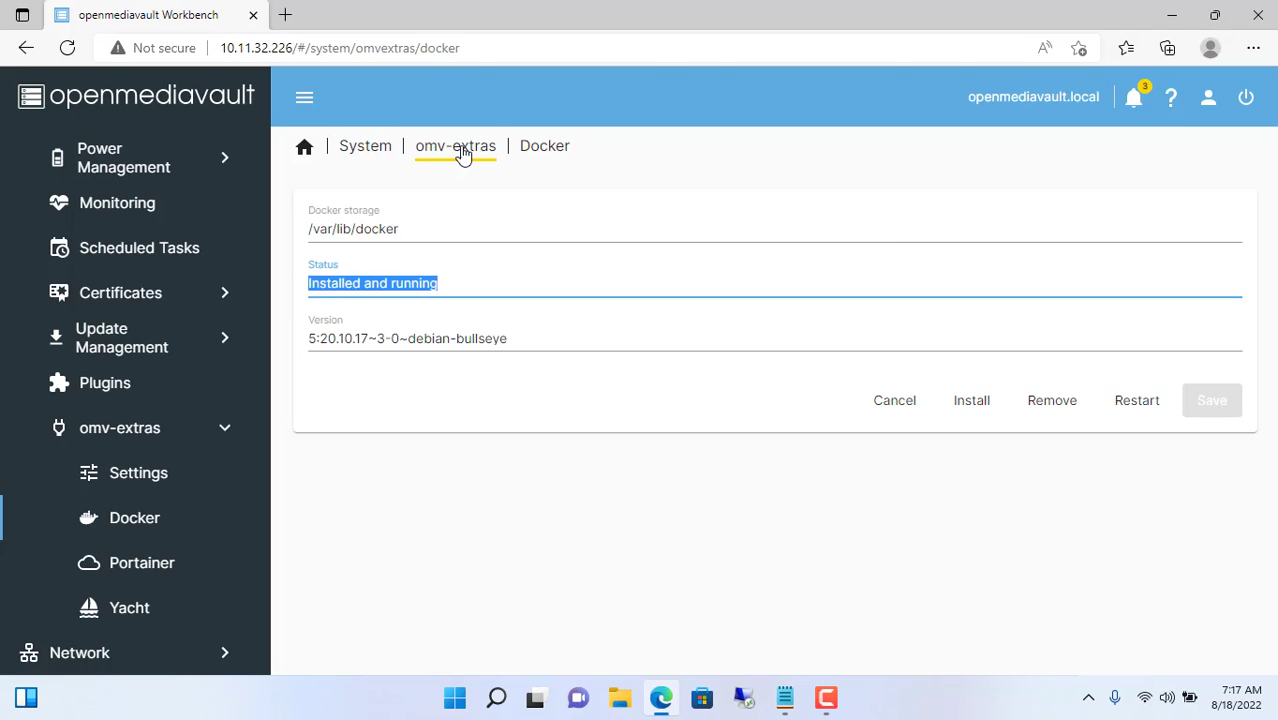 openmediavault Workbench
Not secure
10.11.32.226/#/system/omvextras/docker
openmediavault
openmediavault.local
3
Power
Management
Monitoring
Scheduled Tasks
Certificates
Update
Management
Plugins
omv-extras
Settings
Docker
Portainer
Yacht
Network
System | omv-extras | Docker
Docker storage
/var/lib/docker
Status
Installed and running
Version
5:20.10.17~3-0~debian-bullseye
Cancel Install Remove Restart Save
7:17 AM
8/18/2022